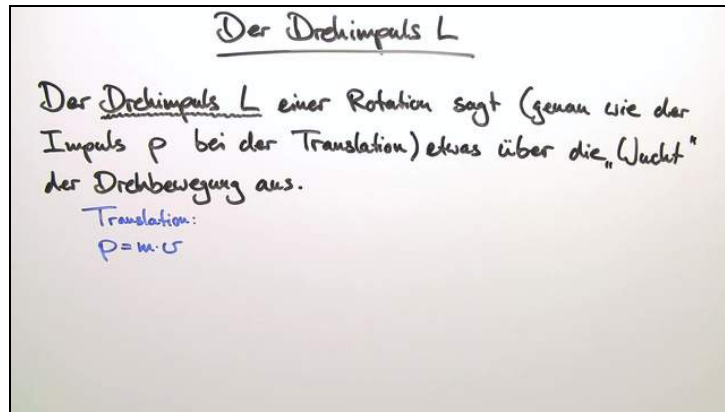 Der Drehimpuls L
Der Drehimpuls L einer Rotation sagt (genau wie der
Impuls p bei der Translation) etwas über die „Wucht“
der Drehbewegung aus.
Translation:
p = m · v